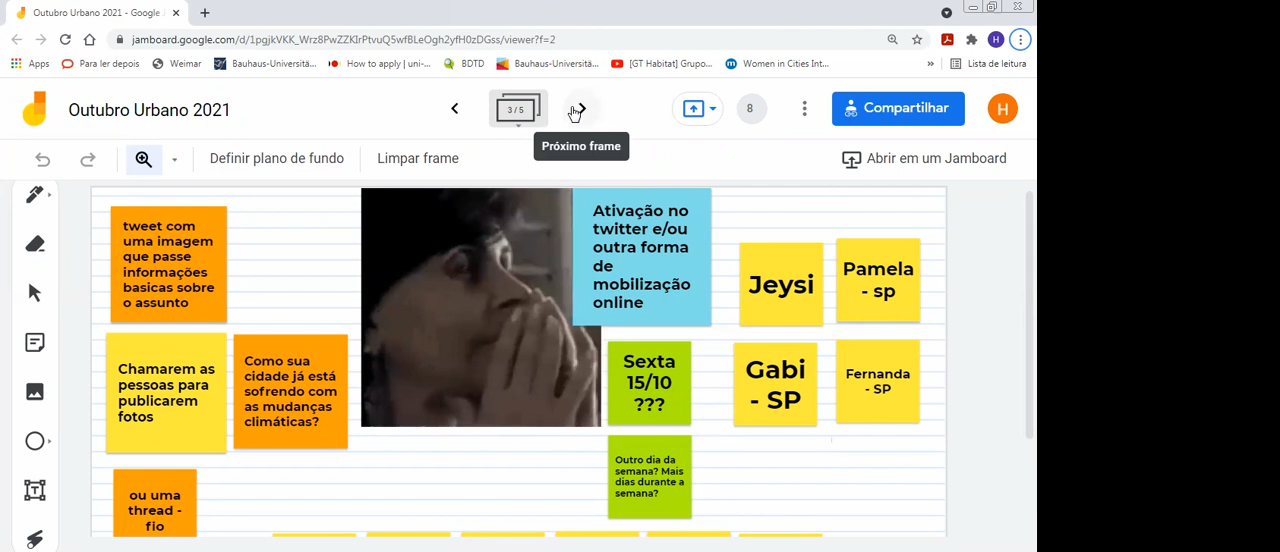 Outubro Urbano 2021 - Google J
jamboard.google.com/d/1pgjkVKK_Wrz8PwZZKIrPtvuQ5wfBLeOgh2yfH0zDGss/viewer?f=2
Apps
Para ler depois
Weimar
Bauhaus-Universitä...
How to apply | uni-...
BDTD
Bauhaus-Universitä...
[GT Habitat] Grupo...
Women in Cities Int...
»
Lista de leitura
H
Outubro Urbano 2021
3 / 5
8
Compartilhar
H
Próximo frame
Definir plano de fundo
Limpar frame
Abrir em um Jamboard
tweet com
uma imagem
que passe
informações
basicas sobre
o assunto
Chamarem as
pessoas para
publicarem
fotos
Como sua
cidade já está
sofrendo com
as mudanças
climáticas?
ou uma
thread -
fio
Ativação no
twitter e/ou
outra forma
de
mobilização
online
Sexta
15/10
???
Outro dia da
semana? Mais
dias durante a
semana?
Jeysi
Pamela
- sp
Gabi
- SP
Fernanda
- SP